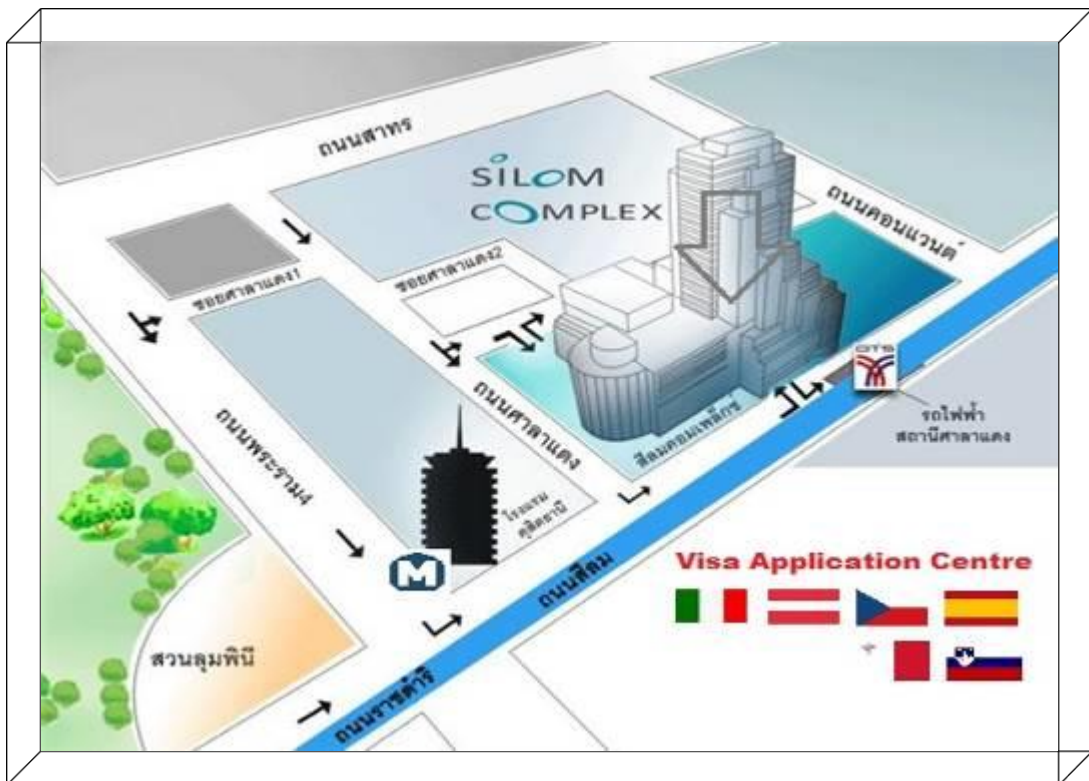 ถนนสาทร
SILOM
COMPLEX
ถนนคอนแวนต์
ซอยศาลาแดง1
ซอยศาลาแดง2
BTS
รถไฟฟ้า
สถานีศาลาแดง
สีลมคอมเพล็กซ์
ถนนศาลาแดง
ถนนพระราม4
โรงแรม
ดุสิตธานี
M
ถนนสีลม
Visa Application Centre
สวนลุมพินี
ถนนราชดำริ